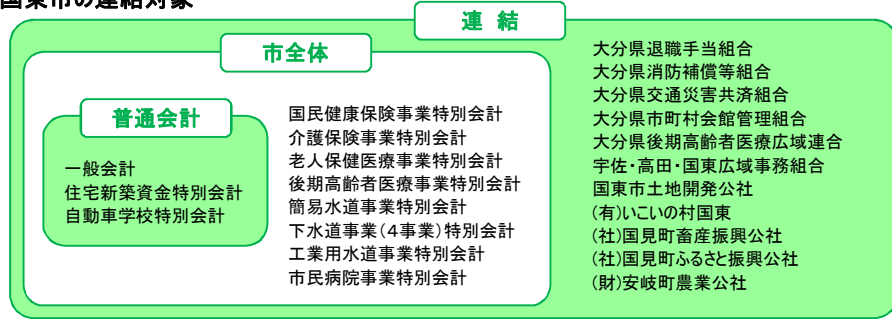 国東市の連結対象
連 結
市全体
普通会計
一般会計
住宅新築資金特別会計
自動車学校特別会計
国民健康保険事業特別会計
介護保険事業特別会計
老人保健医療事業特別会計
後期高齢者医療事業特別会計
簡易水道事業特別会計
下水道事業(4事業)特別会計
工業用水道事業特別会計
市民病院事業特別会計
大分県退職手当組合
大分県消防補償等組合
大分県交通災害共済組合
大分県市町村会館管理組合
大分県後期高齢者医療広域連合
宇佐・高田・国東広域事務組合
国東市土地開発公社
(有)いこいの村国東
(社)国見町畜産振興公社
(社)国見町ふるさと振興公社
(財)安岐町農業公社